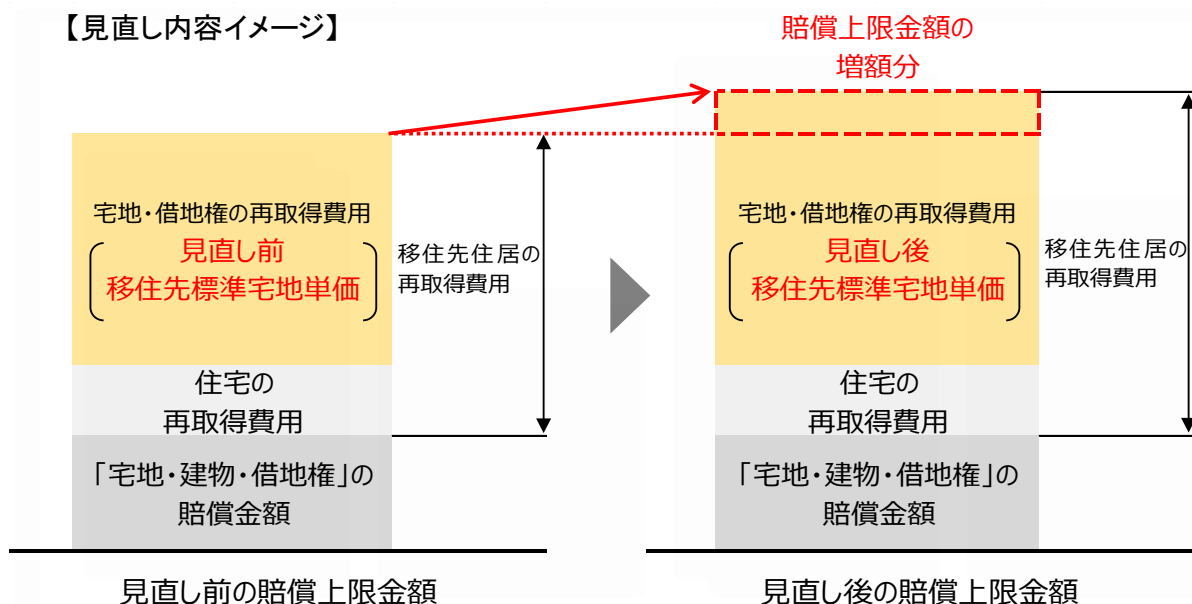 【見直し内容イメージ】
賠償上限金額の
増額分
宅地・借地権の再取得費用
見直し前
移住先標準宅地単価
移住先住居の
再取得費用
住宅の
再取得費用
「宅地・建物・借地権」の
賠償金額
見直し前の賠償上限金額
宅地・借地権の再取得費用
見直し後
移住先標準宅地単価
移住先住居の
再取得費用
住宅の
再取得費用
「宅地・建物・借地権」の
賠償金額
見直し後の賠償上限金額